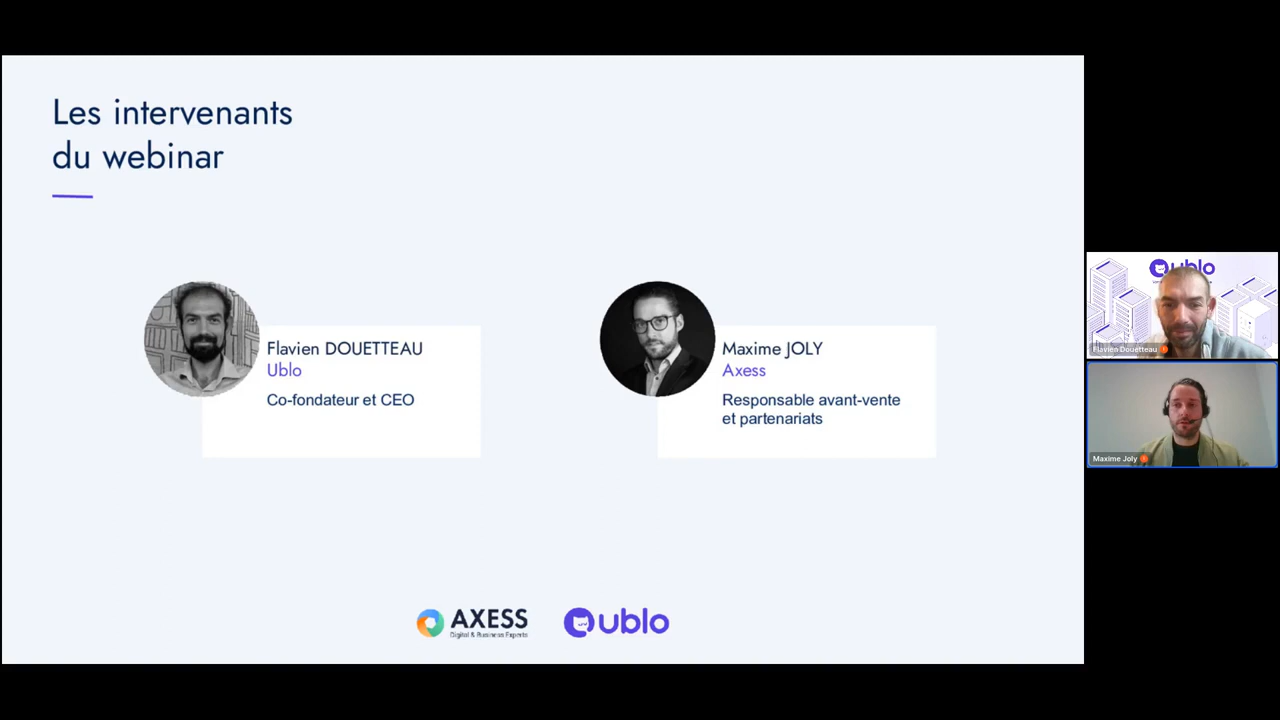 Les intervenants
du webinar
Flavien DOUETTEAU
Ublo
Co-fondateur et CEO
Maxime JOLY
Axess
Responsable avant-vente
et partenariats
AXESS
Digital & Business Experts
ublo
ublo
Flavien Douetteau
Maxime Joly